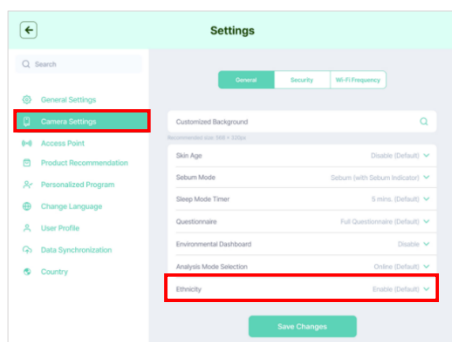 Settings
Search
General Settings
Camera Settings
Access Point
Product Recommendation
Personalized Program
Change Language
User Profile
Data Synchronization
Country
General Security Wi-Fi Frequency
Customized Background
Skin Age Disable (Default)
Sebum Mode Sebum (with Sebum Indicator)
Sleep Mode Timer 5 mins. (Default)
Questionnaire Full Questionnaire (Default)
Environmental Dashboard Disable
Analysis Mode Selection Online (Default)
Ethnicity Enable (Default)
Save Changes